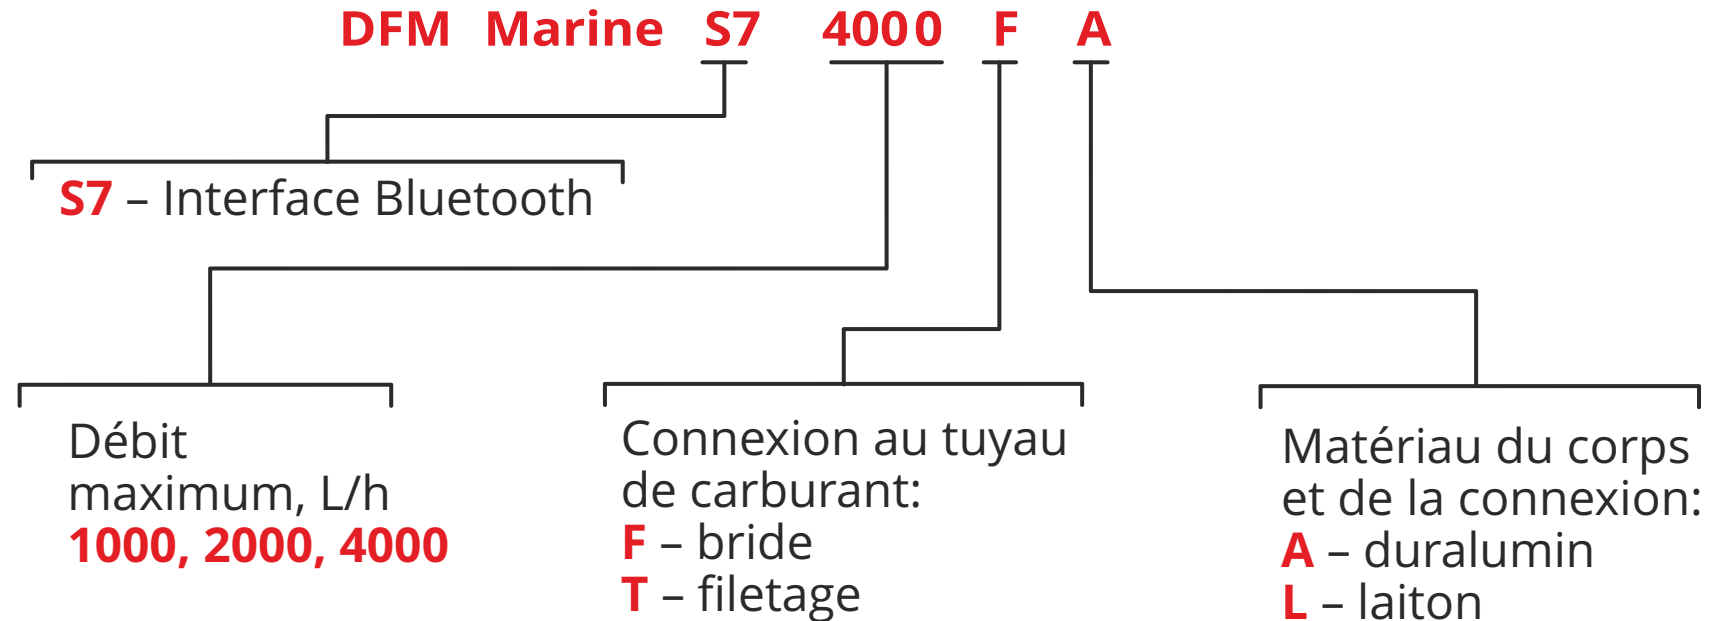 DFM Marine S7 4000 F A
S7 – Interface Bluetooth
Débit
maximum, L/h
1000, 2000, 4000
Connexion au tuyau
de carburant:
F – bride
T – filetage
Matériau du corps
et de la connexion:
A – duralumin
L – laiton